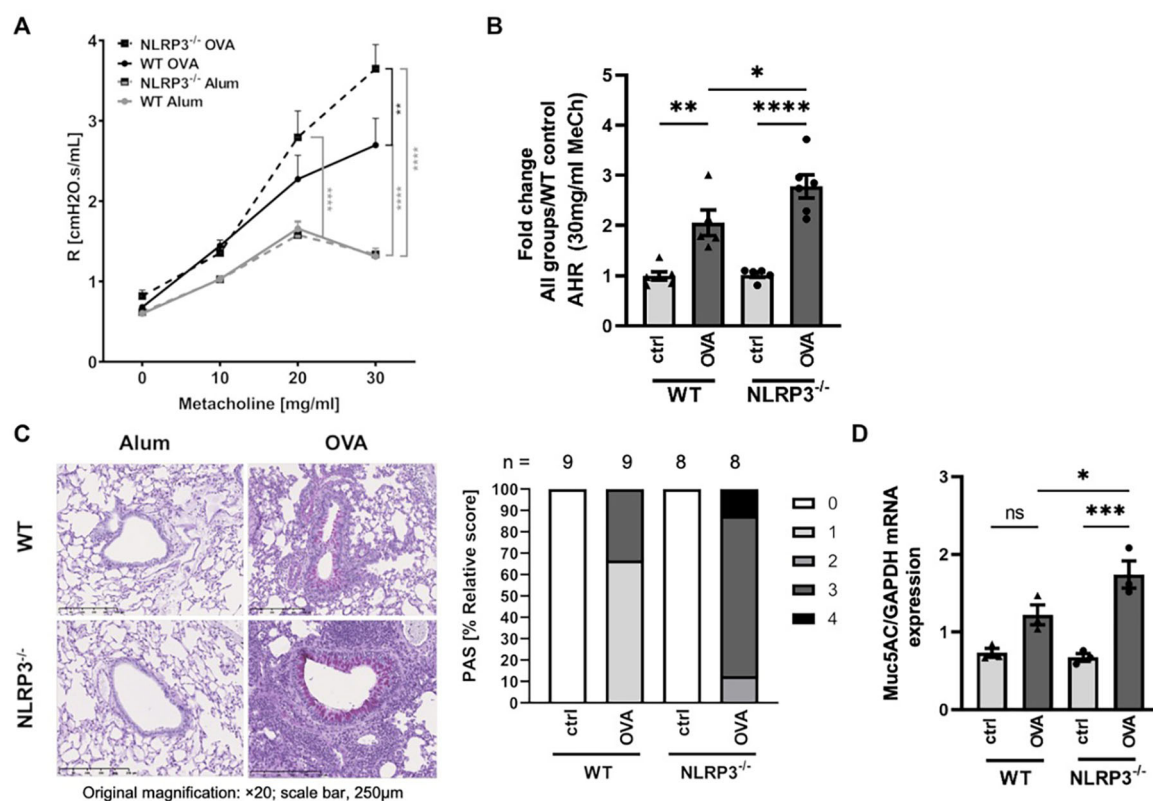 A
NLRP3-/- OVA
WT OVA
NLRP3-/- Alum
WT Alum
R [cmH2O.s/mL]
4
3
2
1
0
**
****
****
****
0 10 20 30
Metacholine [mg/ml]
B
Fold change
All groups/WT control
AHR (30mg/ml MeCh)
5
4
3
2
1
0
*
** ****
ctrl OVA ctrl OVA
WT NLRP3-/-
C
Alum OVA
WT
NLRP3-/-
Original magnification: ×20; scale bar, 250µm
n = 9 9 8 8
PAS [% Relative score]
100
90
80
70
60
50
40
30
20
10
0
ctrl OVA ctrl OVA
WT NLRP3-/-
0
1
2
3
4
D
Muc5AC/GAPDH mRNA
expression
3
2
1
0
*
ns ***
ctrl OVA ctrl OVA
WT NLRP3-/-